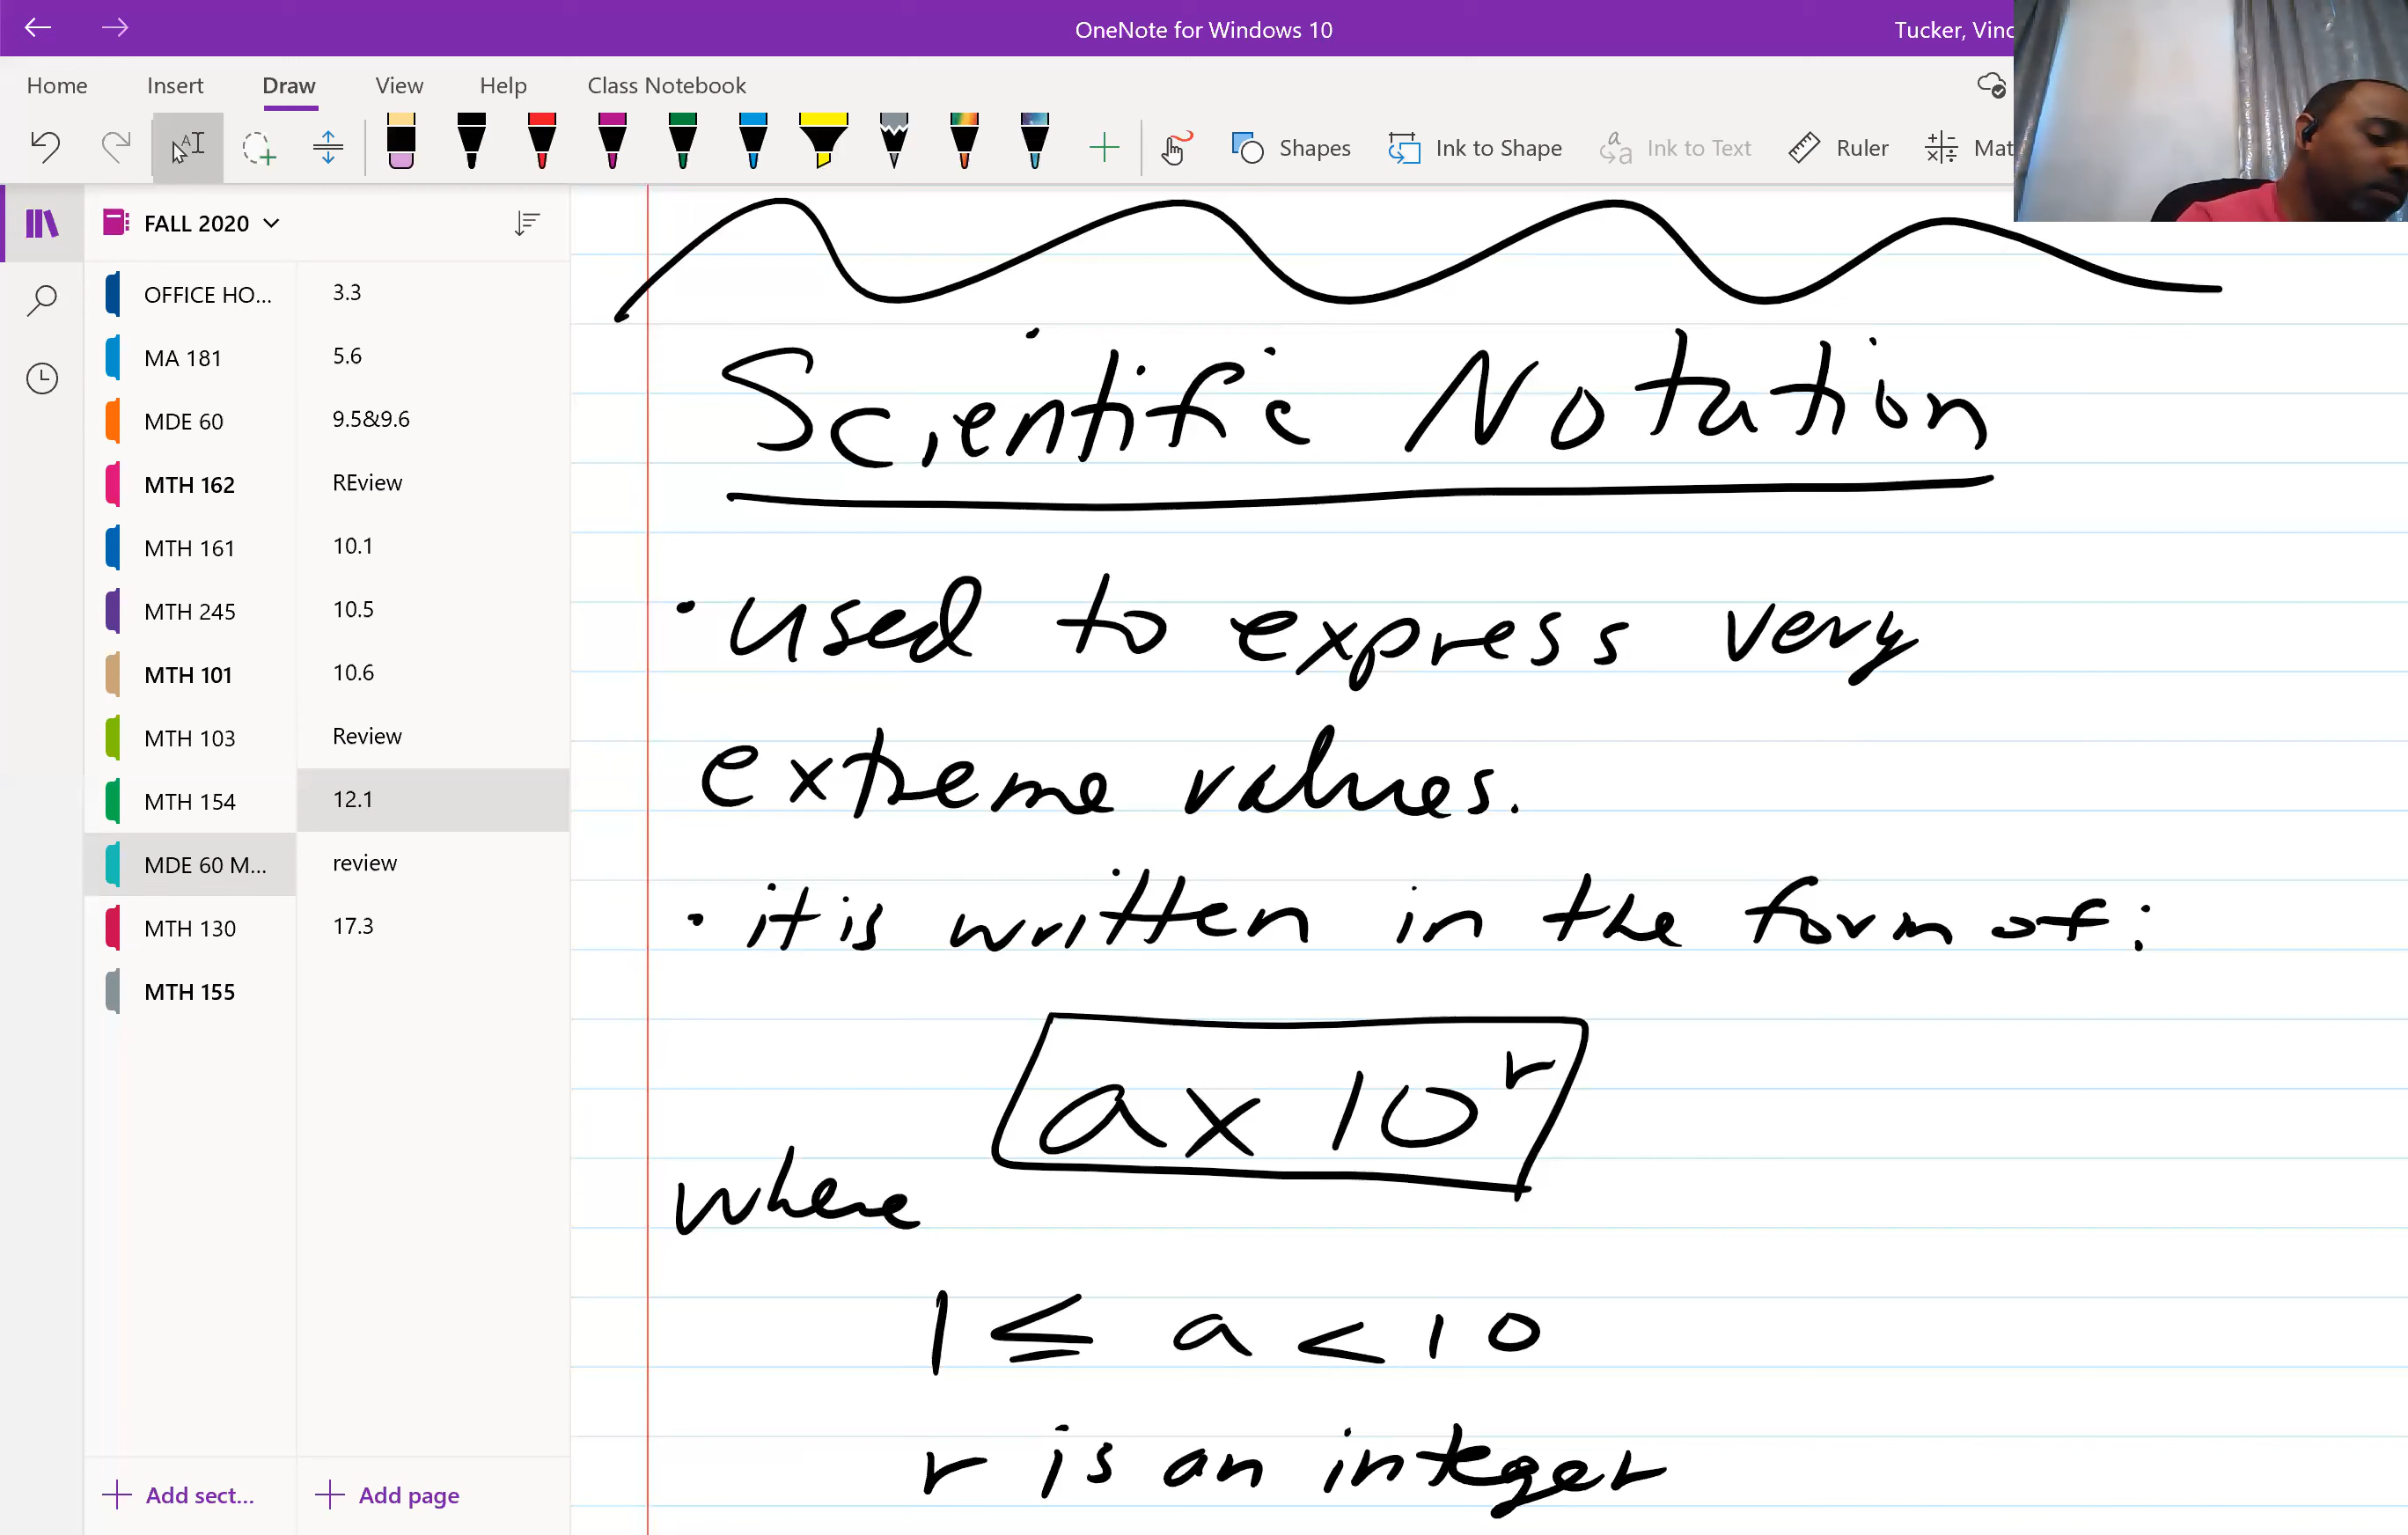 OneNote for Windows 10
Tucker, Vinc
Home Insert Draw View Help Class Notebook
Shapes Ink to Shape Ink to Text Ruler Mat
FALL 2020
OFFICE HO...
MA 181
MDE 60
MTH 162
MTH 161
MTH 245
MTH 101
MTH 103
MTH 154
MDE 60 M...
MTH 130
MTH 155
Add sect...
3.3
5.6
9.5&9.6
REview
10.1
10.5
10.6
Review
12.1
review
17.3
Add page
Scientific Notation
· used to express very
extreme values.
· it is written in the form of:
a x 10^r
where
1 ≤ a < 10
r is an integer